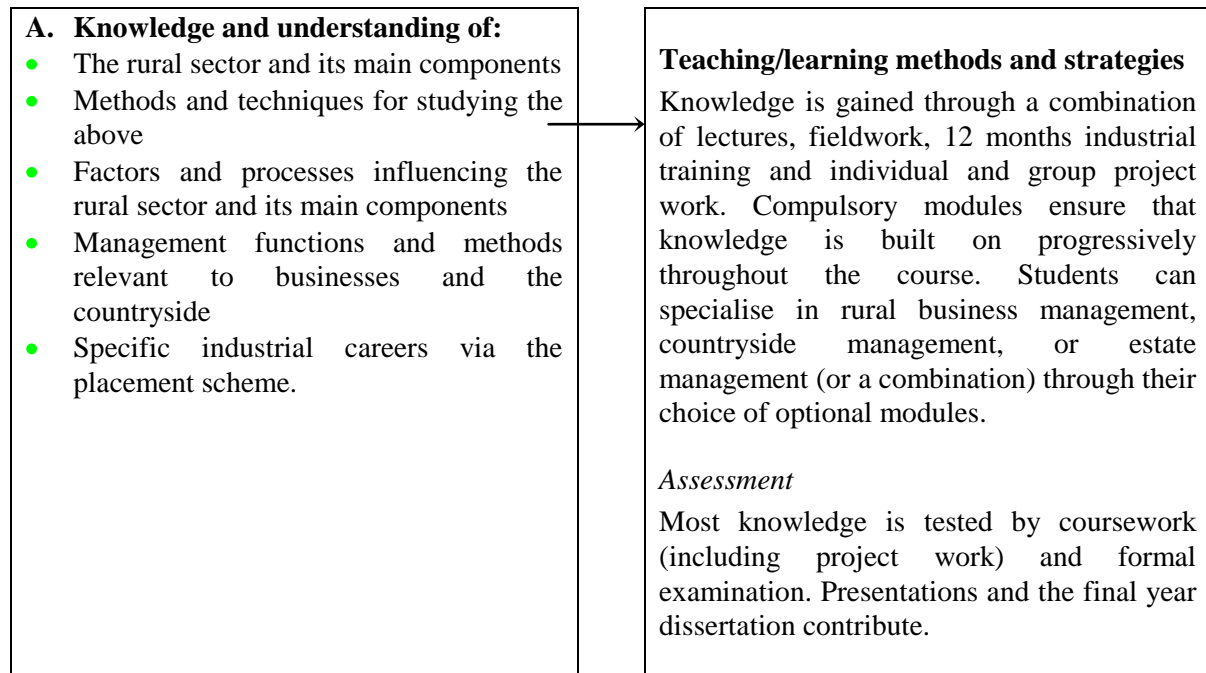 A. Knowledge and understanding of:
• The rural sector and its main components
• Methods and techniques for studying the
above
• Factors and processes influencing the
rural sector and its main components
• Management functions and methods
relevant to businesses and the
countryside
• Specific industrial careers via the
placement scheme.
Teaching/learning methods and strategies
Knowledge is gained through a combination
of lectures, fieldwork, 12 months industrial
training and individual and group project
work. Compulsory modules ensure that
knowledge is built on progressively
throughout the course. Students can
specialise in rural business management,
countryside management, or estate
management (or a combination) through their
choice of optional modules.
Assessment
Most knowledge is tested by coursework
(including project work) and formal
examination. Presentations and the final year
dissertation contribute.